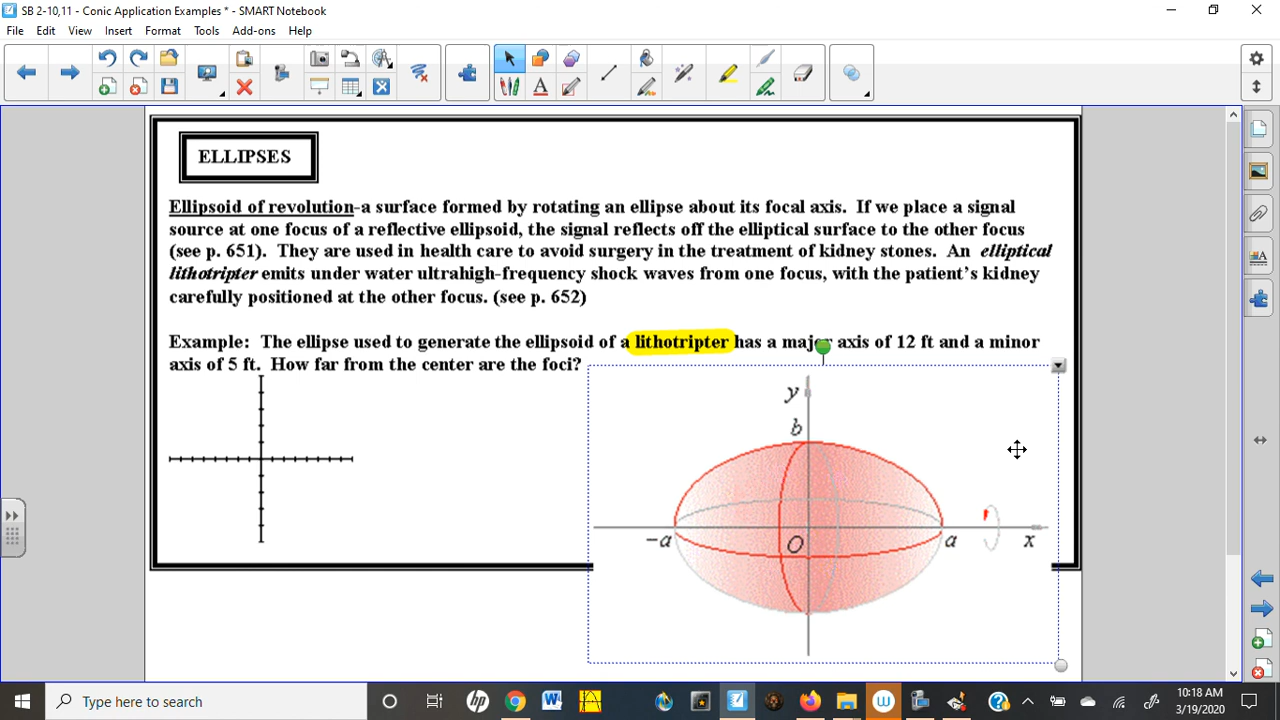 SB 2-10,11 - Conic Application Examples * - SMART Notebook
File Edit View Insert Format Tools Add-ons Help
ELLIPSES
Ellipsoid of revolution-a surface formed by rotating an ellipse about its focal axis. If we place a signal
source at one focus of a reflective ellipsoid, the signal reflects off the elliptical surface to the other focus
(see p. 651). They are used in health care to avoid surgery in the treatment of kidney stones. An elliptical
lithotripter emits under water ultrahigh-frequency shock waves from one focus, with the patient's kidney
carefully positioned at the other focus. (see p. 652)
Example: The ellipse used to generate the ellipsoid of a lithotripter has a major axis of 12 ft and a minor
axis of 5 ft. How far from the center are the foci?
y
b
-a O a x
Type here to search
10:18 AM
3/19/2020